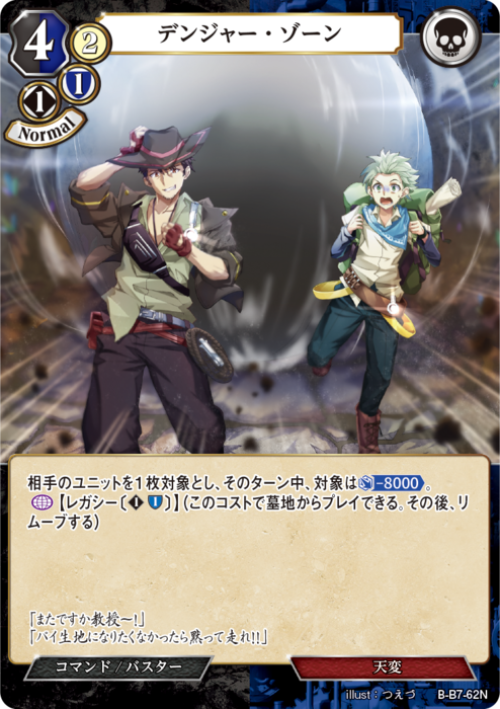 デンジャー・ゾーン
4
2
1
1
Normal
相手のユニットを1枚対象とし、そのターン中、対象は-8000。
【レガシー〔1 1〕】(このコストで墓地からプレイできる。その後、リ
ムーブする)
「またですか教授~!」
「パイ生地になりたくなかったら黙って走れ!!」
コマンド / バスター
天変
illust:つえづ
B-B7-62N